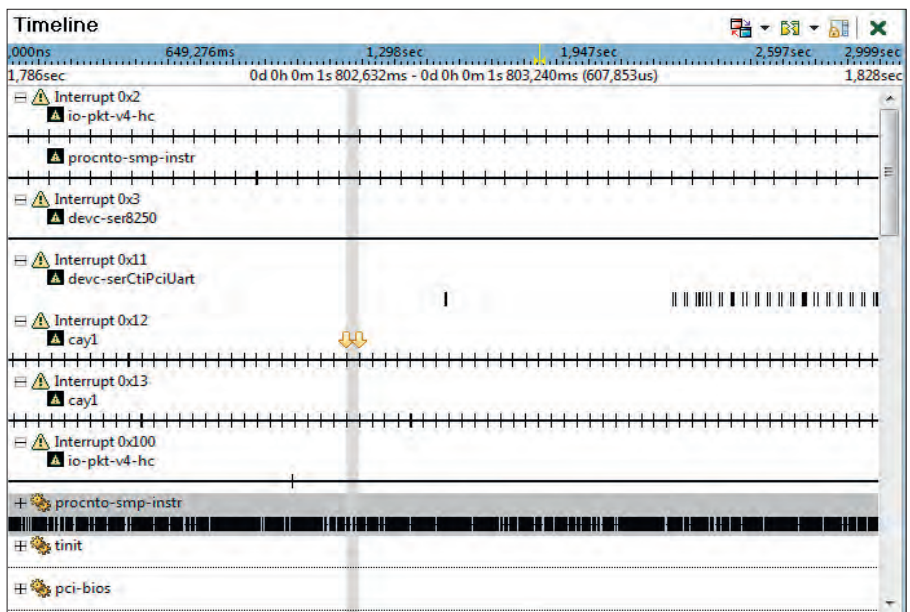 Timeline
,000ns 649,276ms 1,298sec 1,947sec 2,597sec 2,999sec
1,786sec 0d 0h 0m 1s 802,632ms - 0d 0h 0m 1s 803,240ms (607,853us) 1,828sec
Interrupt 0x2
io-pkt-v4-hc
procnto-smp-instr
Interrupt 0x3
devc-ser8250
Interrupt 0x11
devc-serCtiPciUart
Interrupt 0x12
cay1
Interrupt 0x13
cay1
Interrupt 0x100
io-pkt-v4-hc
procnto-smp-instr
tinit
pci-bios